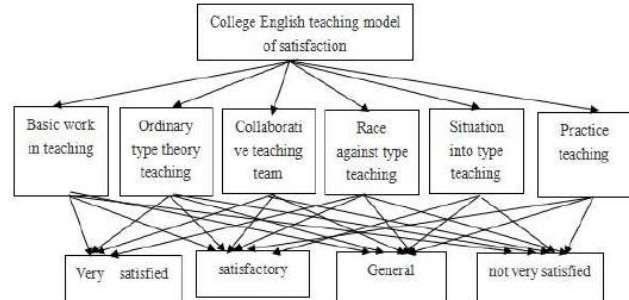 College English teaching model
of satisfaction
Basic work
in teaching
Ordinary
type theory
teaching
Collaborati
ve teaching
team
Race
against type
teaching
Situation
into type
teaching
Practice
teaching
Very satisfied
satisfactory
General
not very satisfied